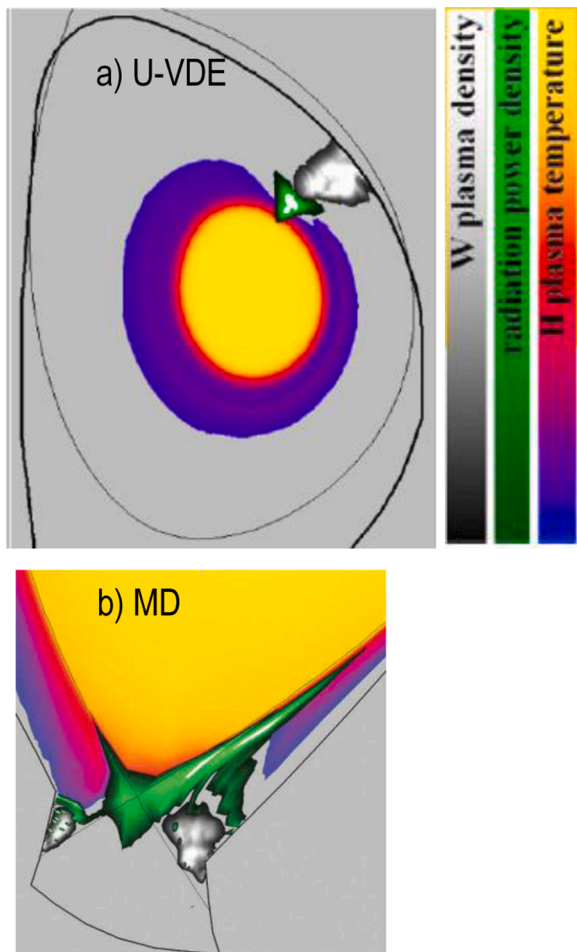 a) U-VDE
W plasma density
radiation power density
H plasma temperature
b) MD